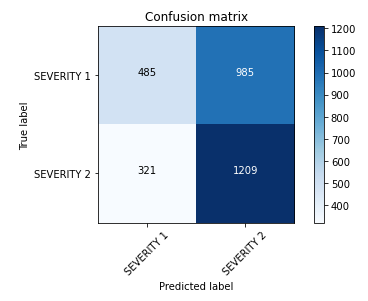 Confusion matrix
SEVERITY 1
485
985
SEVERITY 2
321
1209
True label
SEVERITY 1
SEVERITY 2
Predicted label
1200
1100
1000
900
800
700
600
500
400